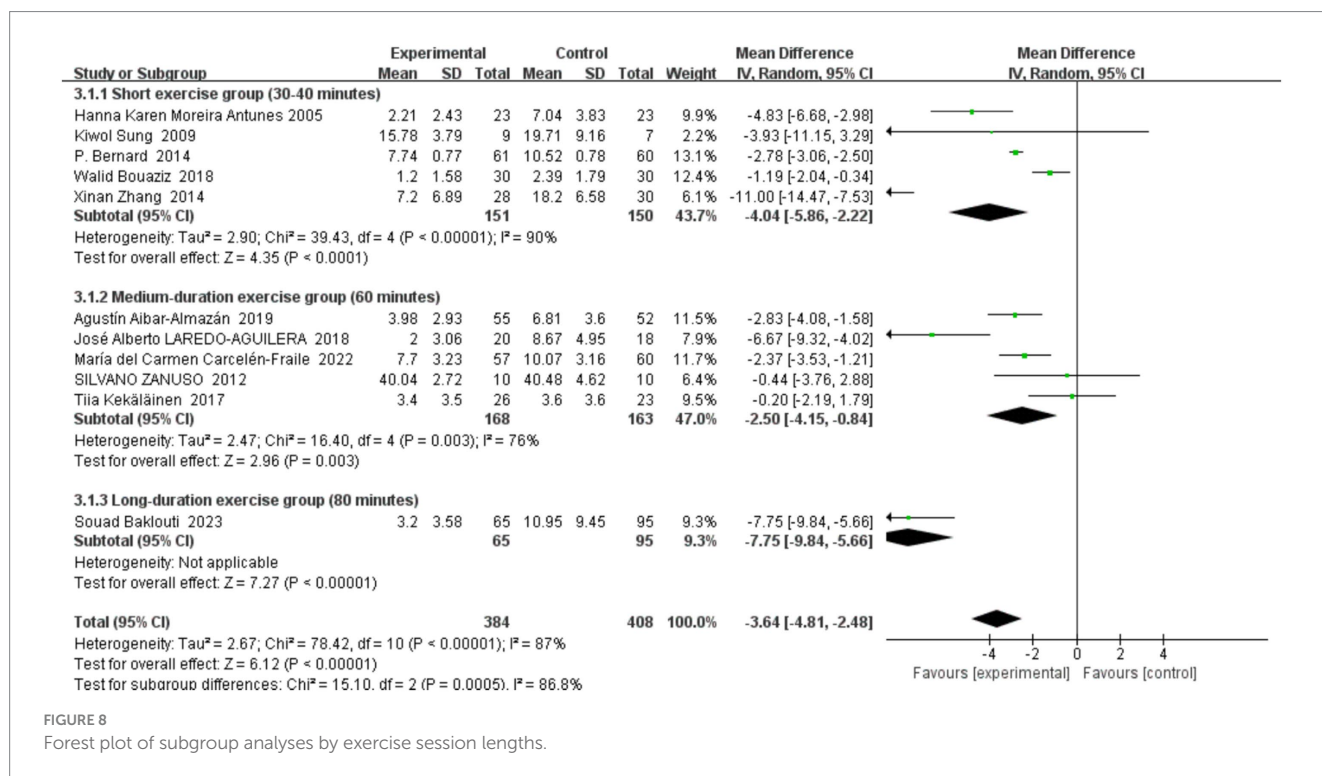 Experimental Control Mean Difference Mean Difference
Study or Subgroup Mean SD Total Mean SD Total Weight IV, Random, 95% CI IV, Random, 95% CI
3.1.1 Short exercise group (30-40 minutes)
Hanna Karen Moreira Antunes 2005 2.21 2.43 23 7.04 3.83 23 9.9% -4.83 [-6.68, -2.98]
Kiwol Sung 2009 15.78 3.79 9 19.71 9.16 7 2.2% -3.93 [-11.15, 3.29]
P. Bernard 2014 7.74 0.77 61 10.52 0.78 60 13.1% -2.78 [-3.06, -2.50]
Walid Bouaziz 2018 1.2 1.58 30 2.39 1.79 30 12.4% -1.19 [-2.04, -0.34]
Xinan Zhang 2014 7.2 6.89 28 18.2 6.58 30 6.1% -11.00 [-14.47, -7.53]
Subtotal (95% CI) 151 150 43.7% -4.04 [-5.86, -2.22]
Heterogeneity: Tau² = 2.90; Chi² = 39.43, df = 4 (P < 0.00001); I² = 90%
Test for overall effect: Z = 4.35 (P < 0.0001)
3.1.2 Medium-duration exercise group (60 minutes)
Agustín Aibar-Almazán 2019 3.98 2.93 55 6.81 3.6 52 11.5% -2.83 [-4.08, -1.58]
José Alberto LAREDO-AGUILERA 2018 2 3.06 20 8.67 4.95 18 7.9% -6.67 [-9.32, -4.02]
María del Carmen Carcelén-Fraile 2022 7.7 3.23 57 10.07 3.16 60 11.7% -2.37 [-3.53, -1.21]
SILVANO ZANUSO 2012 40.04 2.72 10 40.48 4.62 10 6.4% -0.44 [-3.76, 2.88]
Tiia Kekäläinen 2017 3.4 3.5 26 3.6 3.6 23 9.5% -0.20 [-2.19, 1.79]
Subtotal (95% CI) 168 163 47.0% -2.50 [-4.15, -0.84]
Heterogeneity: Tau² = 2.47; Chi² = 16.40, df = 4 (P = 0.003); I² = 76%
Test for overall effect: Z = 2.96 (P = 0.003)
3.1.3 Long-duration exercise group (80 minutes)
Souad Baklouti 2023 3.2 3.58 65 10.95 9.45 95 9.3% -7.75 [-9.84, -5.66]
Subtotal (95% CI) 65 95 9.3% -7.75 [-9.84, -5.66]
Heterogeneity: Not applicable
Test for overall effect: Z = 7.27 (P < 0.00001)
Total (95% CI) 384 408 100.0% -3.64 [-4.81, -2.48]
Heterogeneity: Tau² = 2.67; Chi² = 78.42, df = 10 (P < 0.00001); I² = 87%
Test for overall effect: Z = 6.12 (P < 0.00001)
Test for subgroup differences: Chi² = 15.10. df = 2 (P = 0.0005). I² = 86.8%
-4 -2 0 2 4
Favours [experimental] Favours [control]
FIGURE 8
Forest plot of subgroup analyses by exercise session lengths.